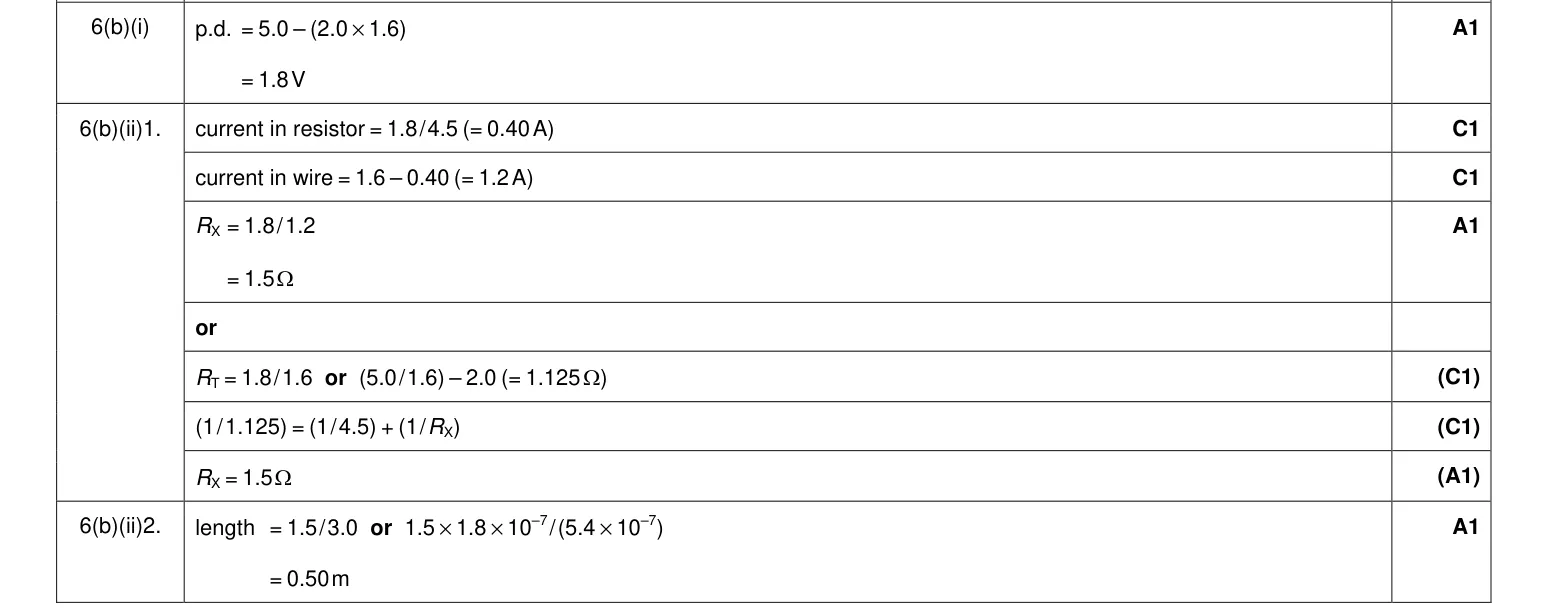 6(b)(i) p.d. = 5.0 – (2.0 × 1.6) A1
= 1.8 V
6(b)(ii)1. current in resistor = 1.8 / 4.5 (= 0.40 A) C1
current in wire = 1.6 – 0.40 (= 1.2 A) C1
R_X = 1.8 / 1.2 A1
= 1.5 Ω
or
R_T = 1.8 / 1.6 or (5.0 / 1.6) – 2.0 (= 1.125 Ω) (C1)
(1 / 1.125) = (1 / 4.5) + (1 / R_X) (C1)
R_X = 1.5 Ω (A1)
6(b)(ii)2. length = 1.5 / 3.0 or 1.5 × 1.8 × 10⁻⁷ / (5.4 × 10⁻⁷) A1
= 0.50 m